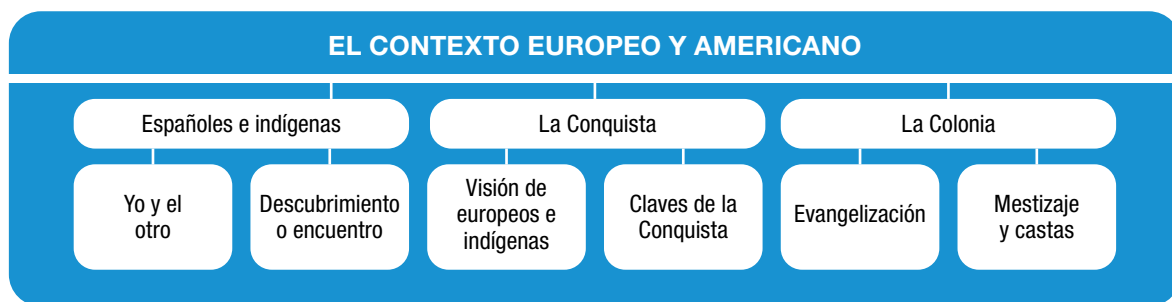 EL CONTEXTO EUROPEO Y AMERICANO
Españoles e indígenas
La Conquista
La Colonia
Yo y el
otro
Descubrimiento
o encuentro
Visión de
europeos e
indígenas
Claves de la
Conquista
Evangelización
Mestizaje
y castas